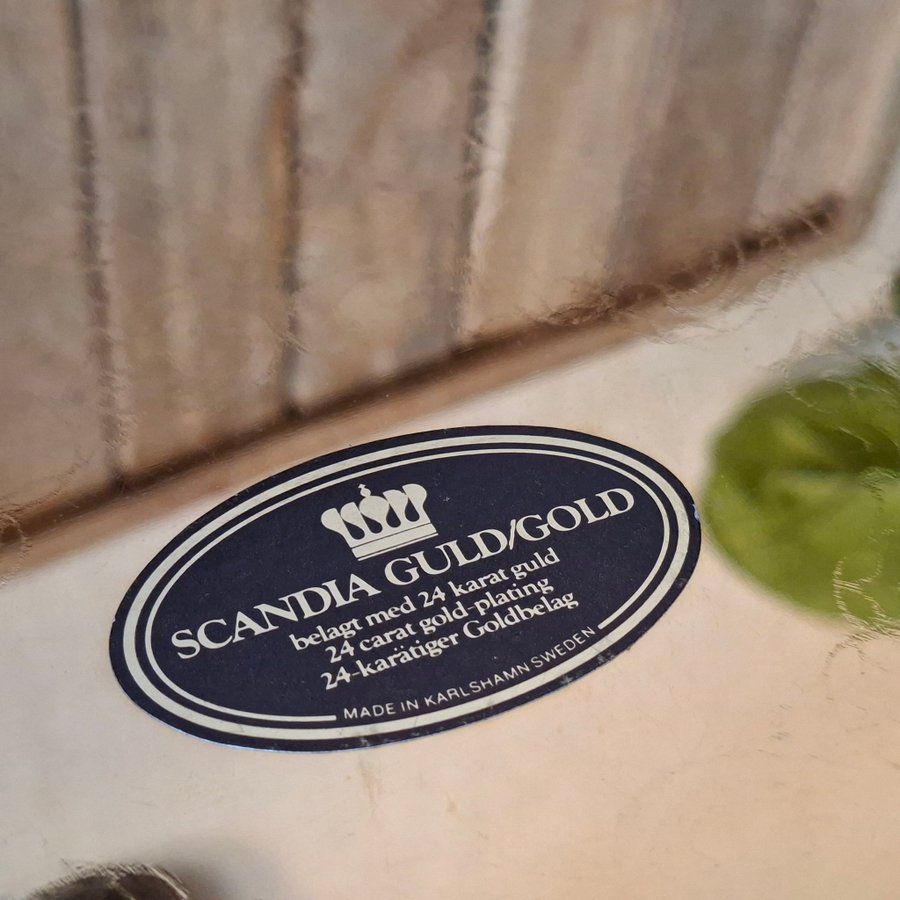 SCANDIA GULD/GOLD
belagt med 24 karat guld
24 carat gold-plating
24-karätiger Goldbelag
MADE IN KARLSHAMN SWEDEN